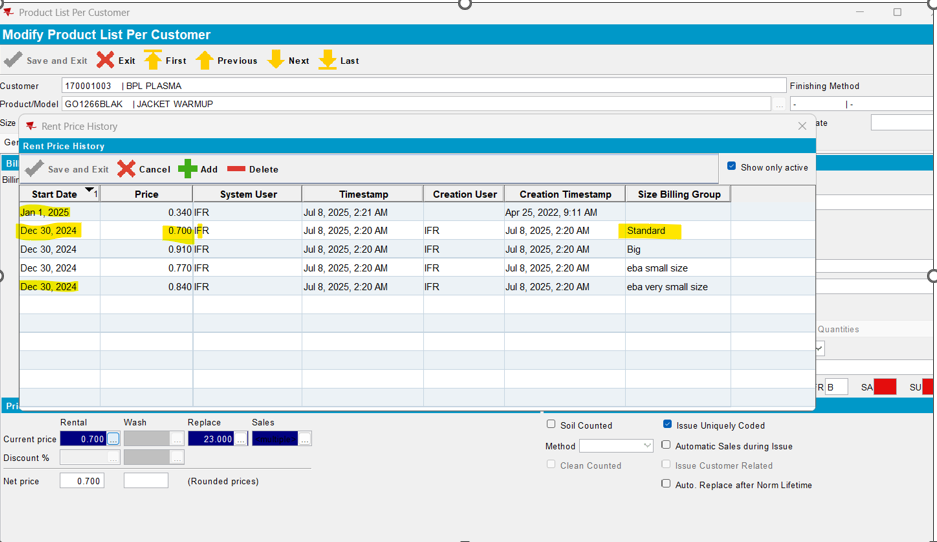 Product List Per Customer
Modify Product List Per Customer
Save and Exit Exit First Previous Next Last
Customer 170001003 | BPL PLASMA Finishing Method
Product/Model GO1266BLAK | JACKET WARMUP ... - | -
Size ate
Rent Price History
Ger
Rent Price History
Bil
Save and Exit Cancel Add Delete Show only active
Billin
Start Date 1 Price System User Timestamp Creation User Creation Timestamp Size Billing Group
Jan 1, 2025 0.340 IFR Jul 8, 2025, 2:21 AM Apr 25, 2022, 9:11 AM
Dec 30, 2024 0.700 IFR Jul 8, 2025, 2:20 AM IFR Jul 8, 2025, 2:20 AM Standard
Dec 30, 2024 0.910 IFR Jul 8, 2025, 2:20 AM IFR Jul 8, 2025, 2:20 AM Big
Dec 30, 2024 0.770 IFR Jul 8, 2025, 2:20 AM IFR Jul 8, 2025, 2:20 AM eba small size
Dec 30, 2024 0.840 IFR Jul 8, 2025, 2:20 AM IFR Jul 8, 2025, 2:20 AM eba very small size
Quantities
R B SA SU
Pri
Rental Wash Replace Sales
Current price 0.700 ... ... 23.000 ... ...
Discount % ... ...
Net price 0.700 (Rounded prices)
Soil Counted Issue Uniquely Coded
Method Automatic Sales during Issue
Clean Counted Issue Customer Related
Auto. Replace after Norm Lifetime